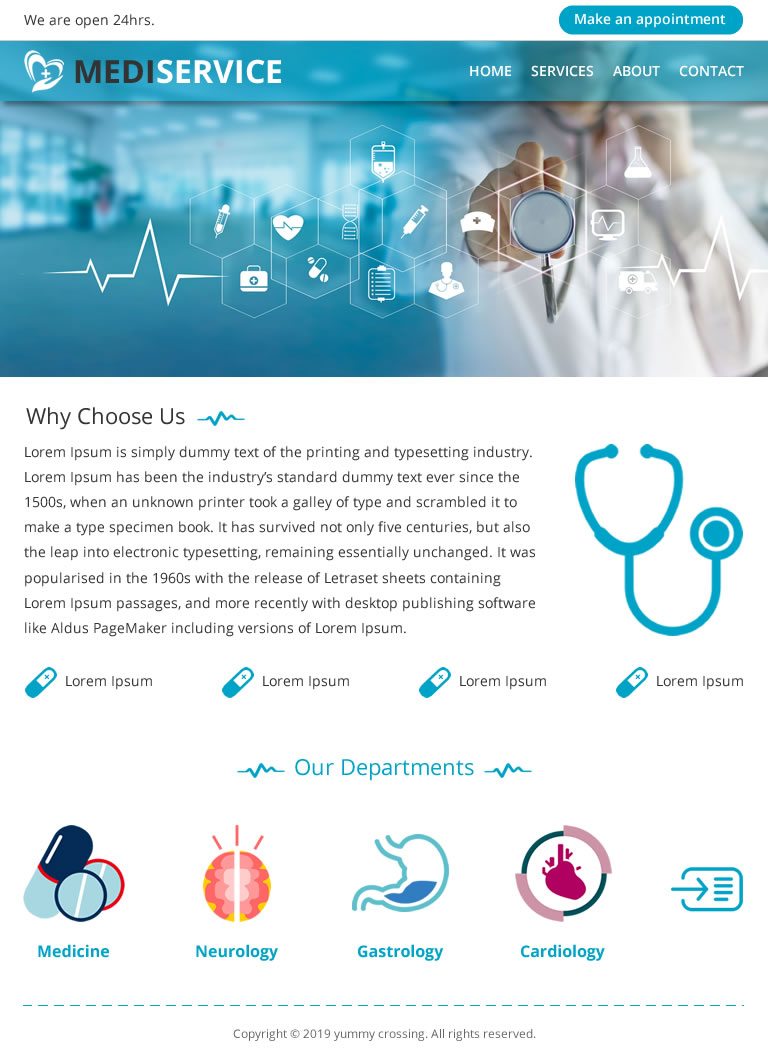 We are open 24hrs.
Make an appointment
MEDISERVICE
HOME SERVICES ABOUT CONTACT
Why Choose Us
Lorem Ipsum is simply dummy text of the printing and typesetting industry.
Lorem Ipsum has been the industry’s standard dummy text ever since the
1500s, when an unknown printer took a galley of type and scrambled it to
make a type specimen book. It has survived not only five centuries, but also
the leap into electronic typesetting, remaining essentially unchanged. It was
popularised in the 1960s with the release of Letraset sheets containing
Lorem Ipsum passages, and more recently with desktop publishing software
like Aldus PageMaker including versions of Lorem Ipsum.
Lorem Ipsum Lorem Ipsum Lorem Ipsum Lorem Ipsum
Our Departments
Medicine Neurology Gastrology Cardiology
Copyright © 2019 yummy crossing. All rights reserved.